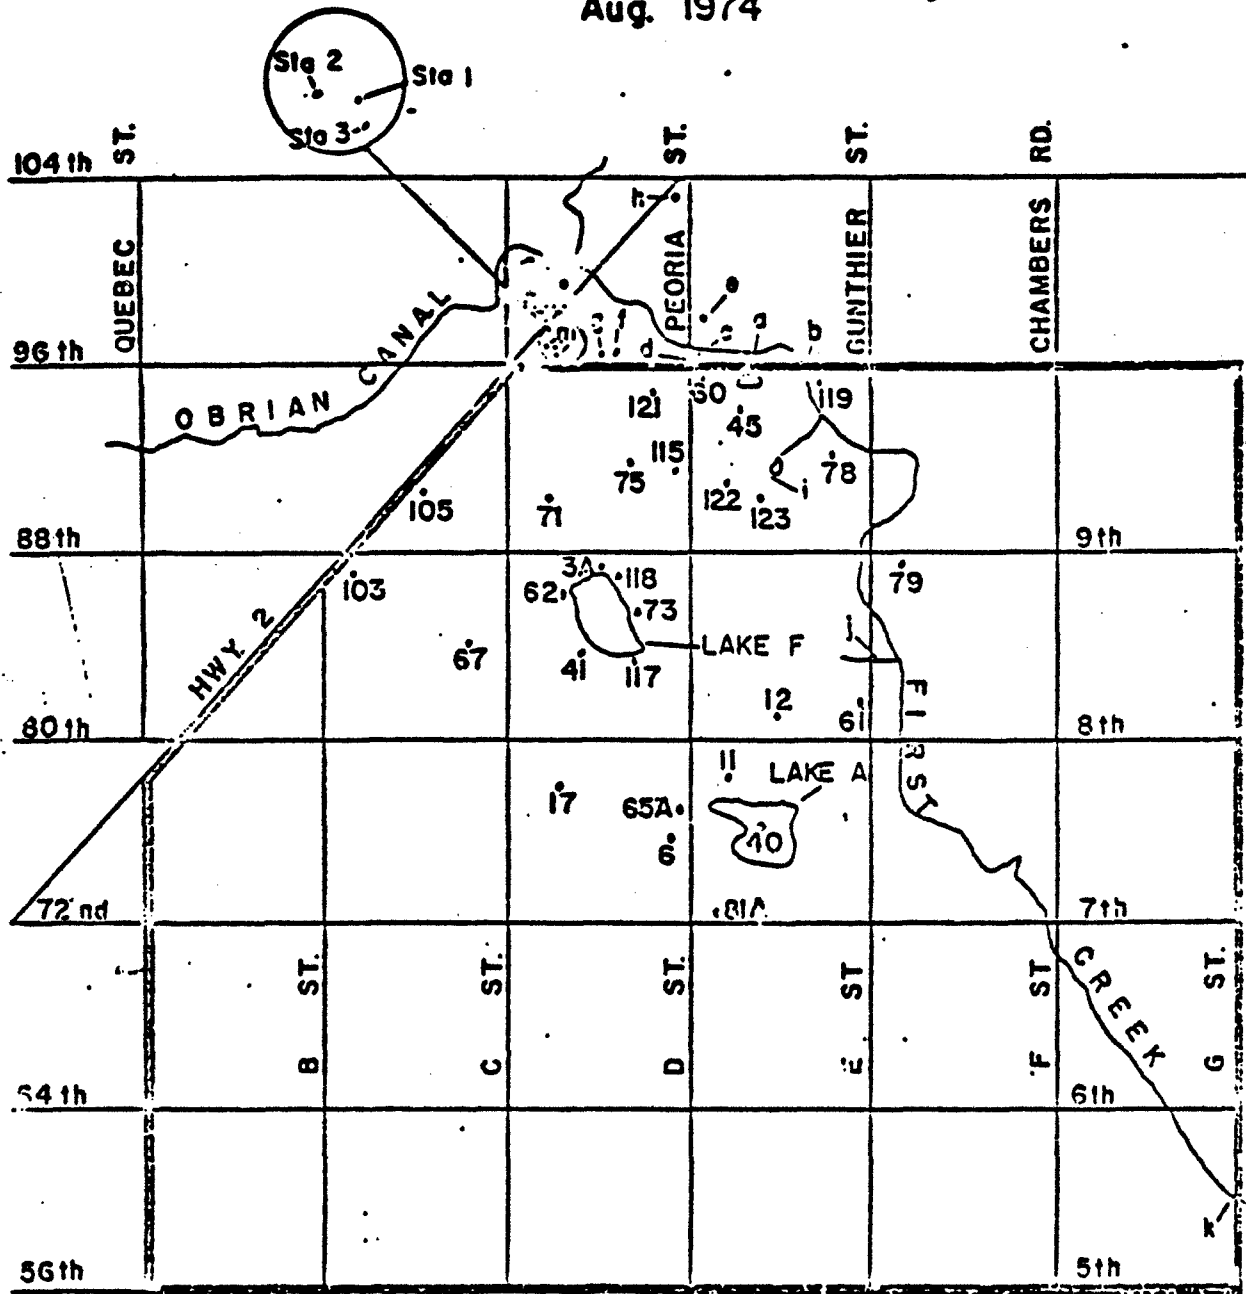 Aug. 1974
Sta 2
Sta 1
Sta 3
104th
ST.
ST.
ST.
RD.
h
QUEBEC
PEORIA
GUNTHIER
CHAMBERS
e
m
f
a
b
c
d
96th
OBRIAN CANAL
60
119
121
45
115
75
78
122
i
123
105
71
88th
9th
3A
118
79
103
62
73
j
LAKE F
67
41
117
HWY. 2
12
61
80th
8th
11
LAKE A
17
65A
40
6
72nd
81A
7th
FIRST CREEK
B ST.
C ST.
D ST.
E ST
F ST
G ST.
64th
6th
k
56th
5th